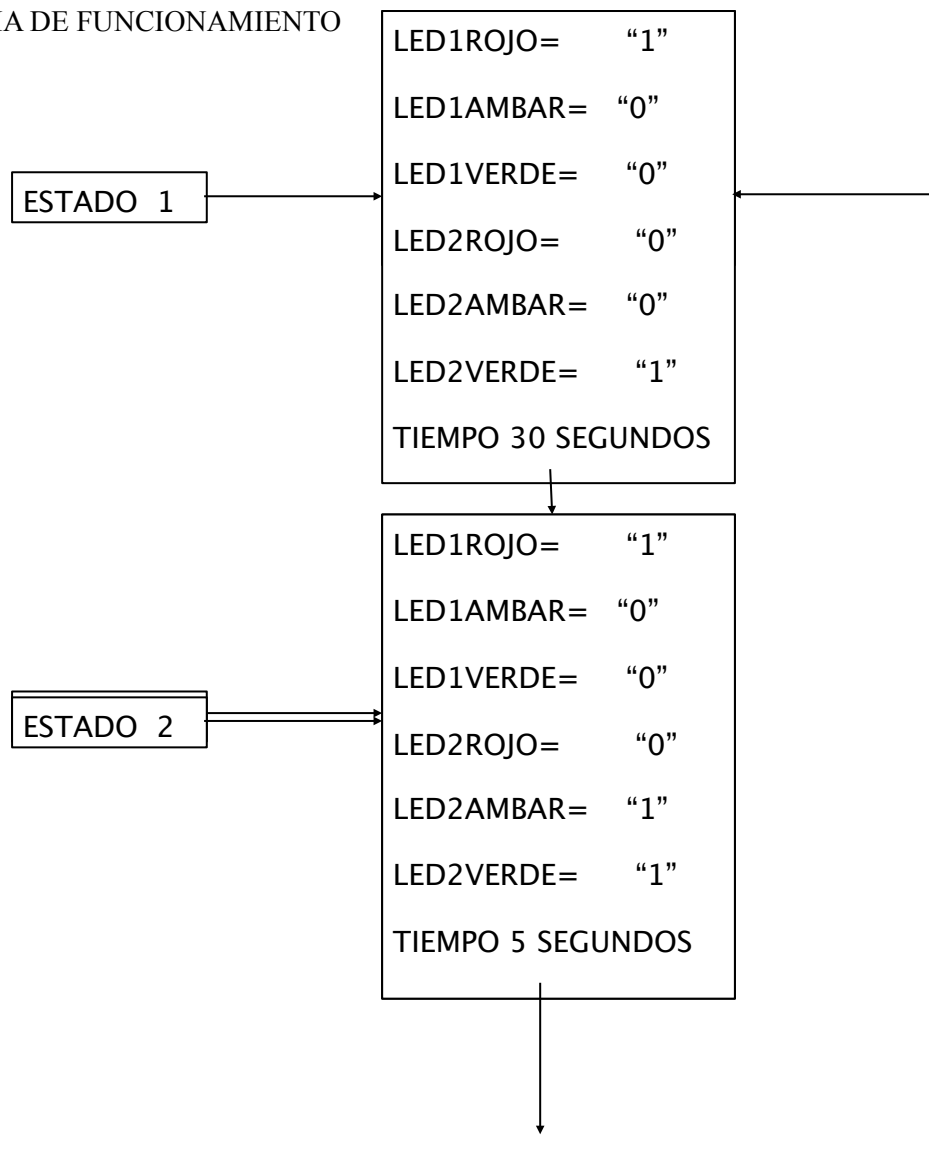 A DE FUNCIONAMIENTO
LED1ROJO= “1”
LED1AMBAR= “0”
LED1VERDE= “0”
ESTADO 1
LED2ROJO= “0”
LED2AMBAR= “0”
LED2VERDE= “1”
TIEMPO 30 SEGUNDOS
LED1ROJO= “1”
LED1AMBAR= “0”
LED1VERDE= “0”
ESTADO 2
LED2ROJO= “0”
LED2AMBAR= “1”
LED2VERDE= “1”
TIEMPO 5 SEGUNDOS